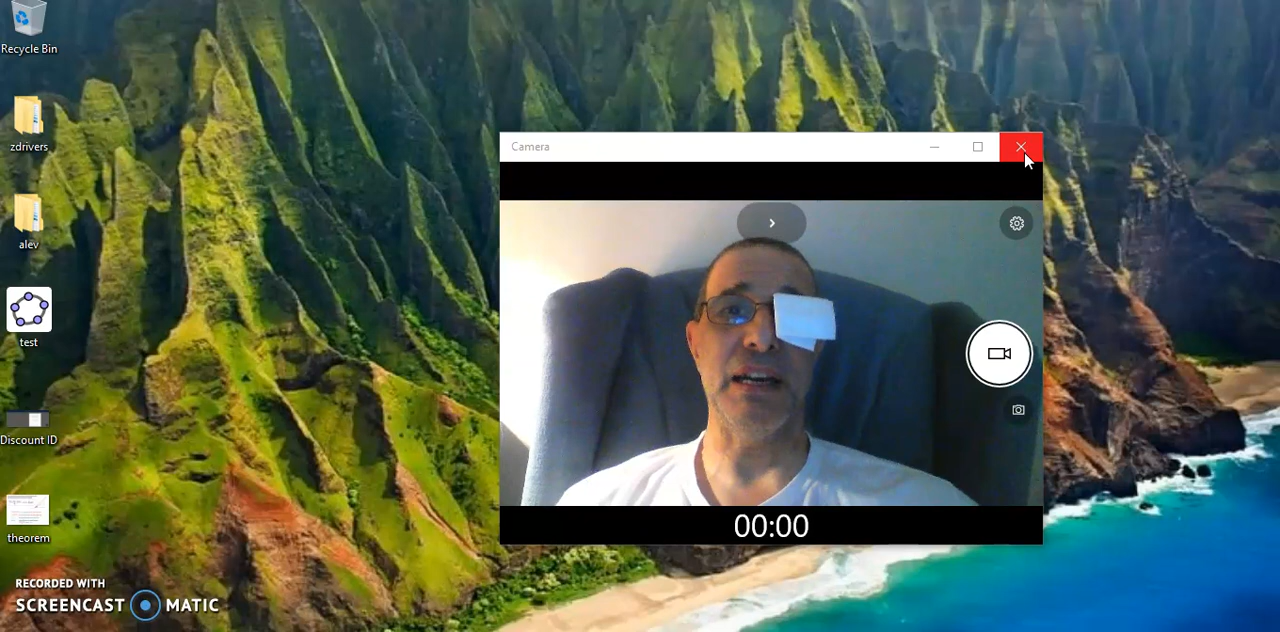 Recycle Bin
zdrivers
alev
test
Discount ID
theorem
Camera
00:00
RECORDED WITH
SCREENCAST MATIC